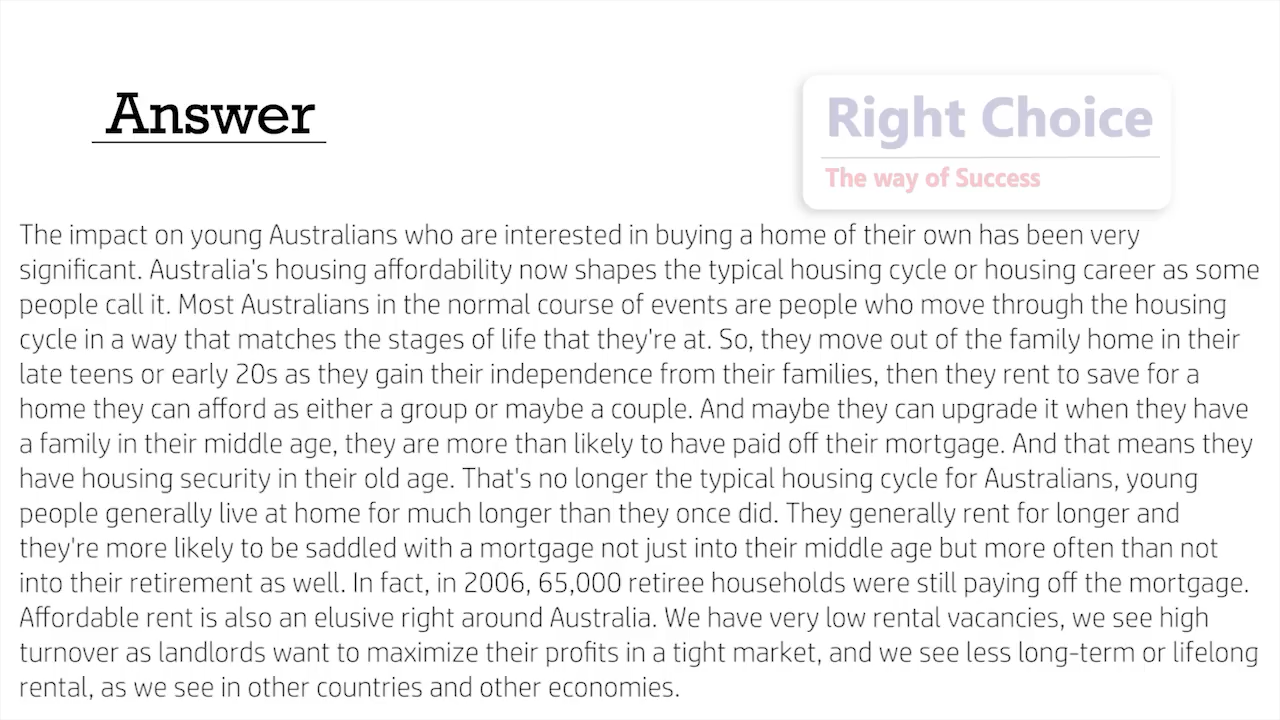 Answer
Right Choice
The way of Success
The impact on young Australians who are interested in buying a home of their own has been very
significant. Australia's housing affordability now shapes the typical housing cycle or housing career as some
people call it. Most Australians in the normal course of events are people who move through the housing
cycle in a way that matches the stages of life that they're at. So, they move out of the family home in their
late teens or early 20s as they gain their independence from their families, then they rent to save for a
home they can afford as either a group or maybe a couple. And maybe they can upgrade it when they have
a family in their middle age, they are more than likely to have paid off their mortgage. And that means they
have housing security in their old age. That's no longer the typical housing cycle for Australians, young
people generally live at home for much longer than they once did. They generally rent for longer and
they're more likely to be saddled with a mortgage not just into their middle age but more often than not
into their retirement as well. In fact, in 2006, 65,000 retiree households were still paying off the mortgage.
Affordable rent is also an elusive right around Australia. We have very low rental vacancies, we see high
turnover as landlords want to maximize their profits in a tight market, and we see less long-term or lifelong
rental, as we see in other countries and other economies.